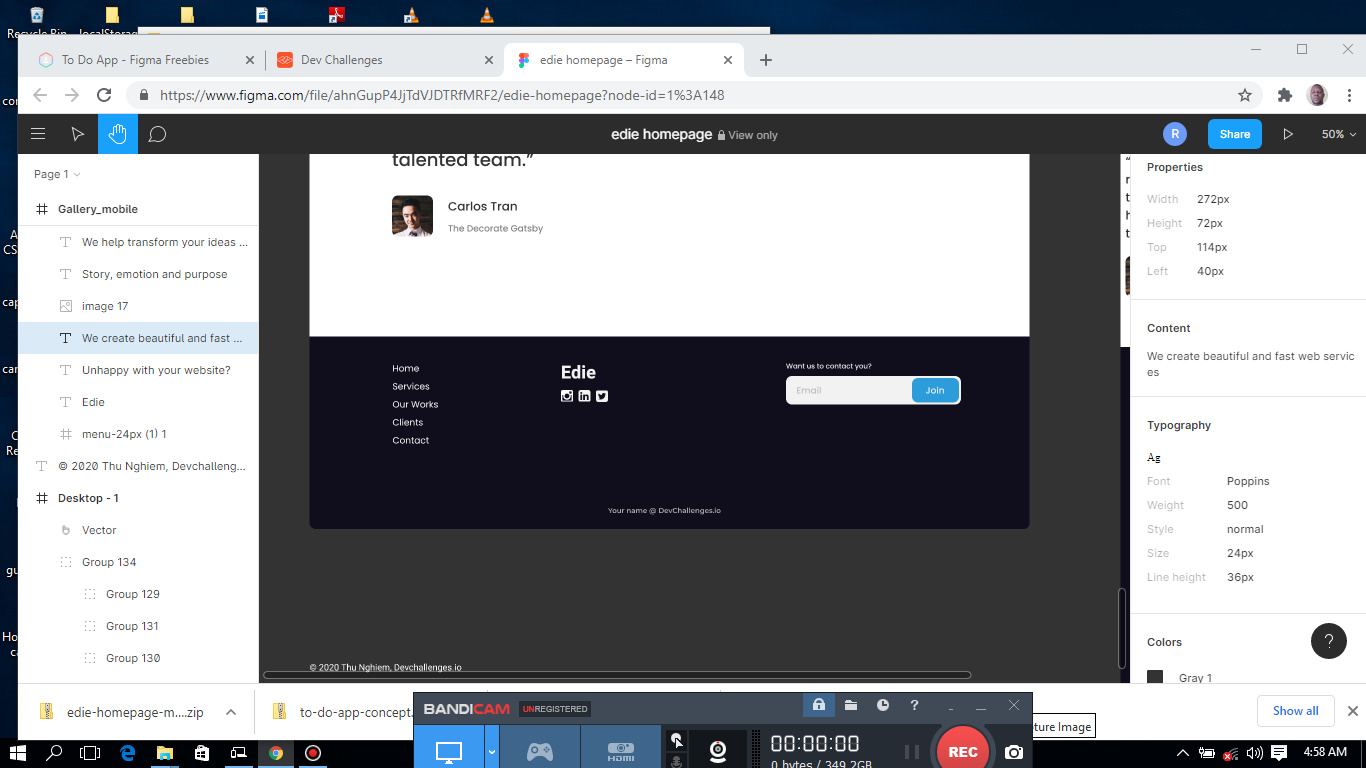 Recycle Bin
To Do App - Figma Freebies
Dev Challenges
edie homepage – Figma
https://www.figma.com/file/ahnGupP4JjTdVJDTRfMRF2/edie-homepage?node-id=1%3A148
edie homepage
View only
R
Share
50%
Page 1
Gallery_mobile
We help transform your ideas ...
Story, emotion and purpose
image 17
We create beautiful and fast ...
Unhappy with your website?
Edie
menu-24px (1) 1
© 2020 Thu Nghiem, Devchalleng...
Desktop - 1
Vector
Group 134
Group 129
Group 131
Group 130
talented team.”
Carlos Tran
The Decorate Gatsby
Home
Services
Our Works
Clients
Contact
Edie
Want us to contact you?
Email
Join
Your name @ DevChallenges.io
© 2020 Thu Nghiem, Devchallenges.io
Properties
Width 272px
Height 72px
Top 114px
Left 40px
Content
We create beautiful and fast web servic
es
Typography
Ag
Font Poppins
Weight 500
Style normal
Size 24px
Line height 36px
Colors
Gray 1
?
edie-homepage-m....zip
to-do-app-concept.
Show all
BANDICAM UNREGISTERED
?
HDMI
00:00:00
0 bytes / 349.2GB
REC
ture Image
4:58 AM